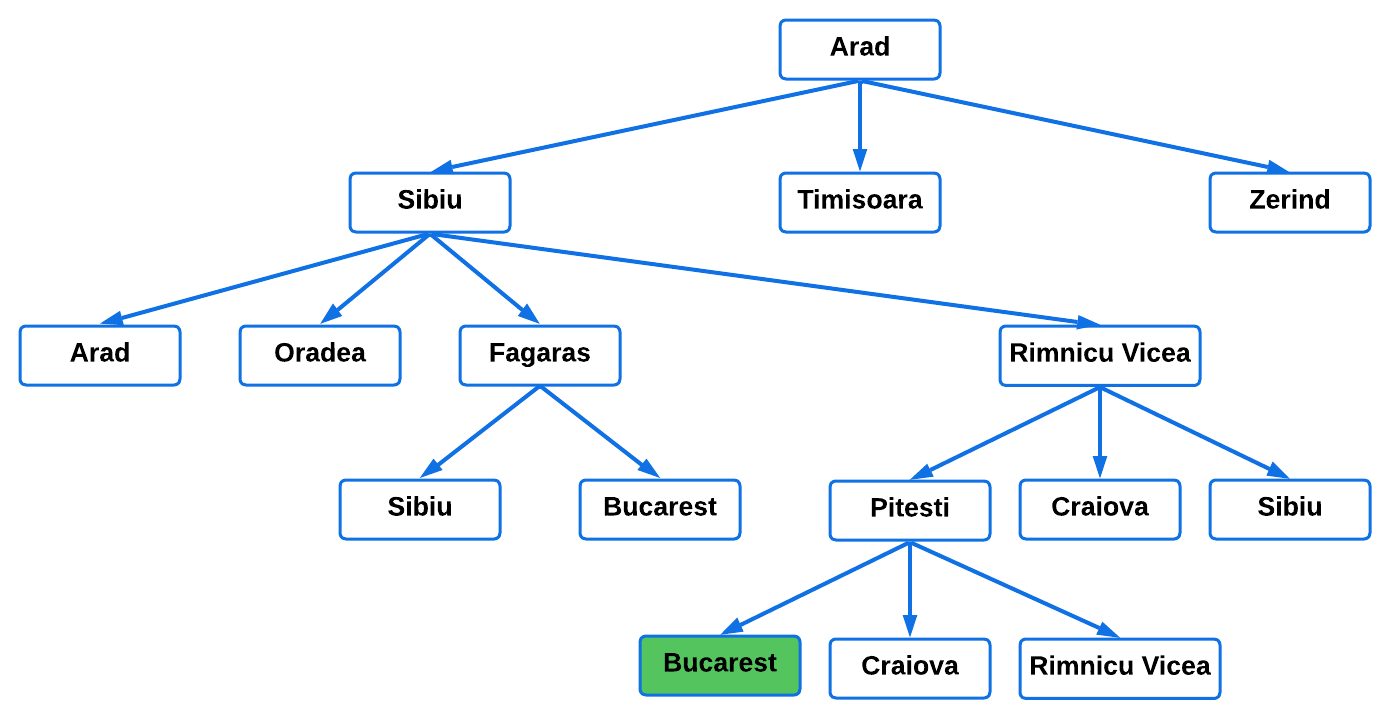 Arad
Sibiu
Timisoara
Zerind
Arad
Oradea
Fagaras
Rimnicu Vicea
Sibiu
Bucarest
Pitesti
Craiova
Sibiu
Bucarest
Craiova
Rimnicu Vicea